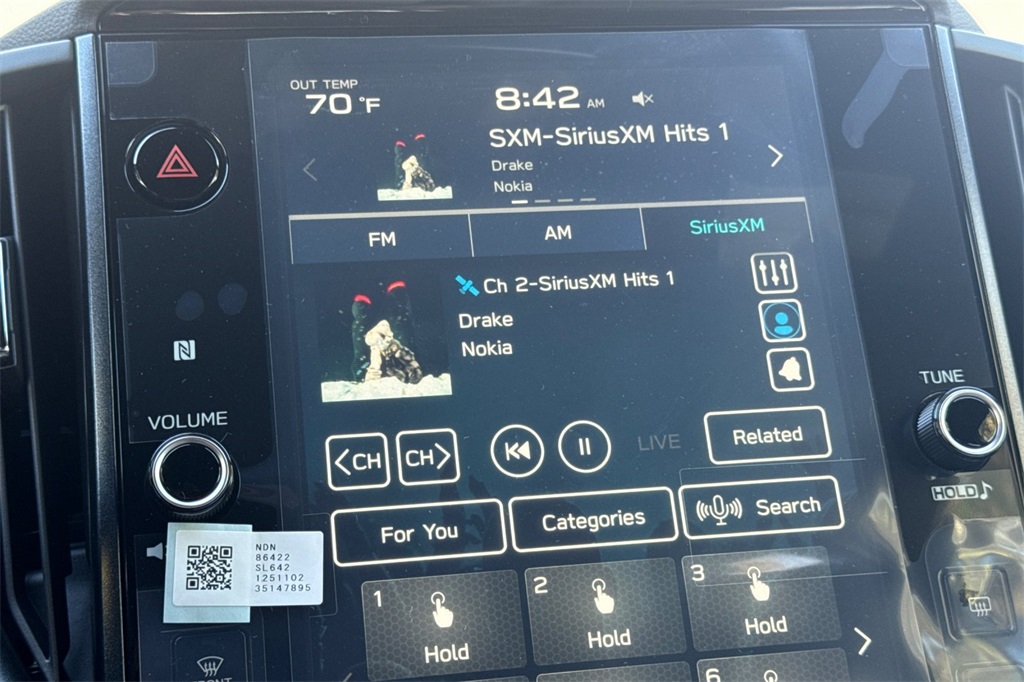 OUT TEMP
70 °F
8:42 AM
SXM-SiriusXM Hits 1
Drake
Nokia
FM
AM
SiriusXM
Ch 2-SiriusXM Hits 1
Drake
Nokia
VOLUME
TUNE
HOLD
<CH
CH>
LIVE
Related
For You
Categories
Search
NDN
86422
SL642
1251102
35147895
1
Hold
2
Hold
3
Hold
6
FRONT